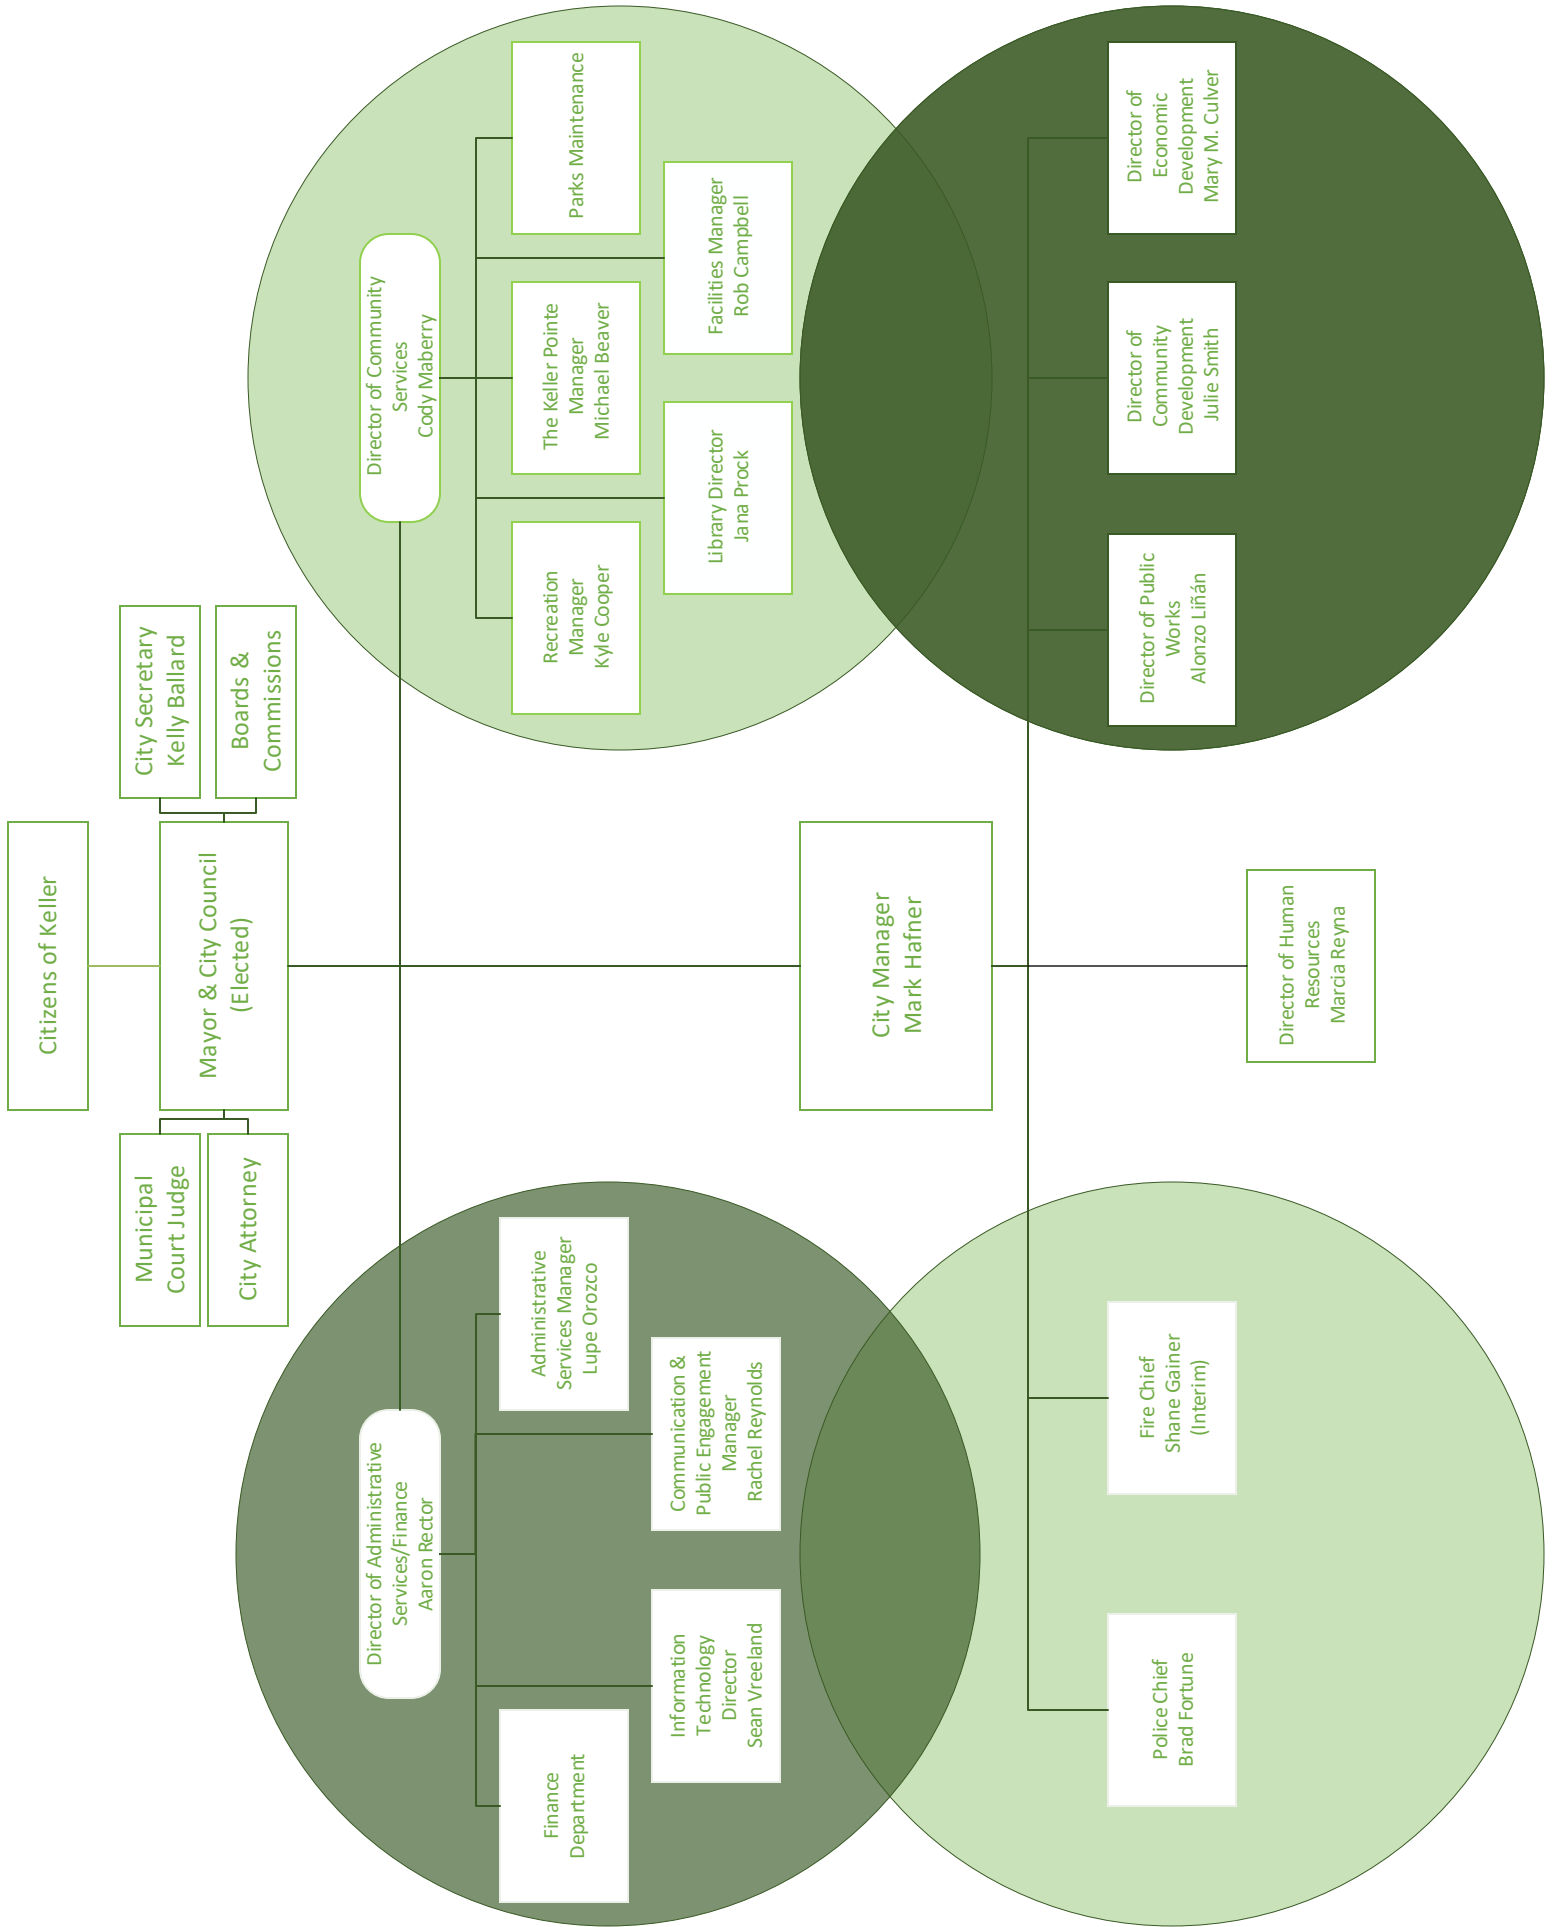 Citizens of Keller
Mayor & City Council
(Elected)
Municipal
Court Judge
City Attorney
City Secretary
Kelly Ballard
Boards &
Commissions
Director of Administrative
Services/Finance
Aaron Rector
Finance
Department
Administrative
Services Manager
Lupe Orozco
Information
Technology
Director
Sean Vreeland
Communication &
Public Engagement
Manager
Rachel Reynolds
Director of Community
Services
Cody Maberry
Recreation
Manager
Kyle Cooper
The Keller Pointe
Manager
Michael Beaver
Parks Maintenance
Library Director
Jana Prock
Facilities Manager
Rob Campbell
City Manager
Mark Hafner
Police Chief
Brad Fortune
Fire Chief
Shane Gainer
(Interim)
Director of Public
Works
Alonzo Liñán
Director of
Community
Development
Julie Smith
Director of
Economic
Development
Mary M. Culver
Director of Human
Resources
Marcia Reyna